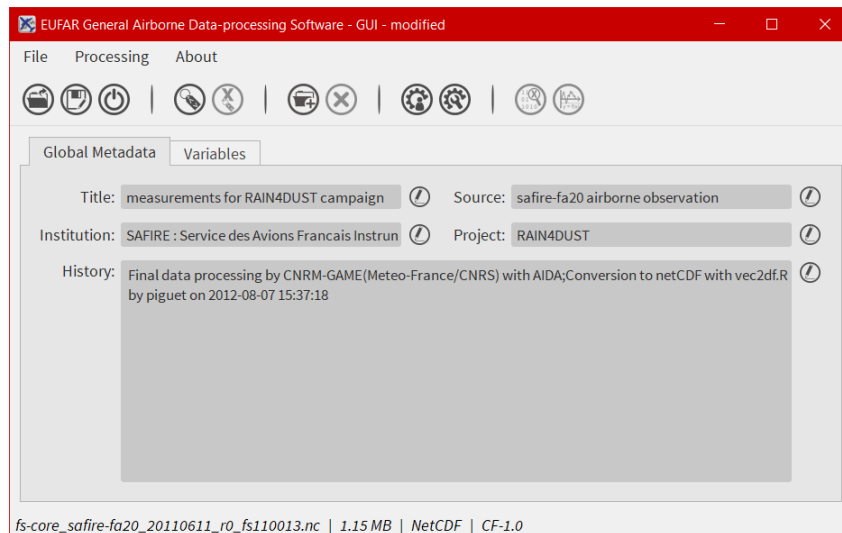 EUFAR General Airborne Data-processing Software - GUI - modified
File Processing About
Global Metadata Variables
Title: measurements for RAIN4DUST campaign Source: safire-fa20 airborne observation
Institution: SAFIRE : Service des Avions Francais Instrun Project: RAIN4DUST
History: Final data processing by CNRM-GAME(Meteo-France/CNRS) with AIDA;Conversion to netCDF with vec2df.R
by piguet on 2012-08-07 15:37:18
fs-core_safire-fa20_20110611_r0_fs110013.nc | 1.15 MB | NetCDF | CF-1.0